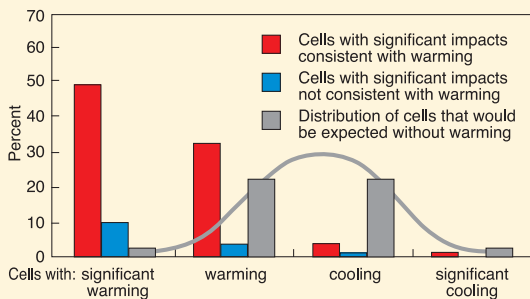 70
60
50
40
30
20
10
0
Percent
Cells with significant impacts
consistent with warming
Cells with significant impacts
not consistent with warming
Distribution of cells that would
be expected without warming
Cells with: significant warming
warming
cooling
significant cooling